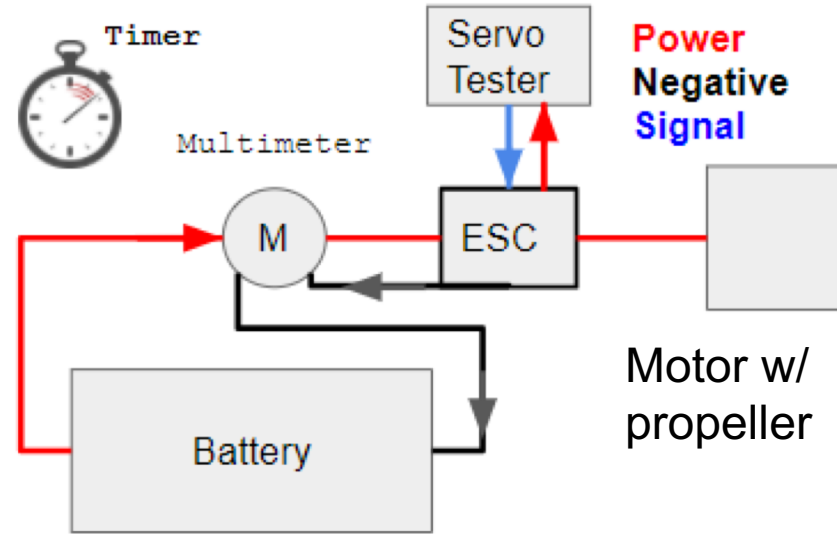 Timer
Servo
Tester
Power
Negative
Signal
Multimeter
M
ESC
Motor w/
propeller
Battery